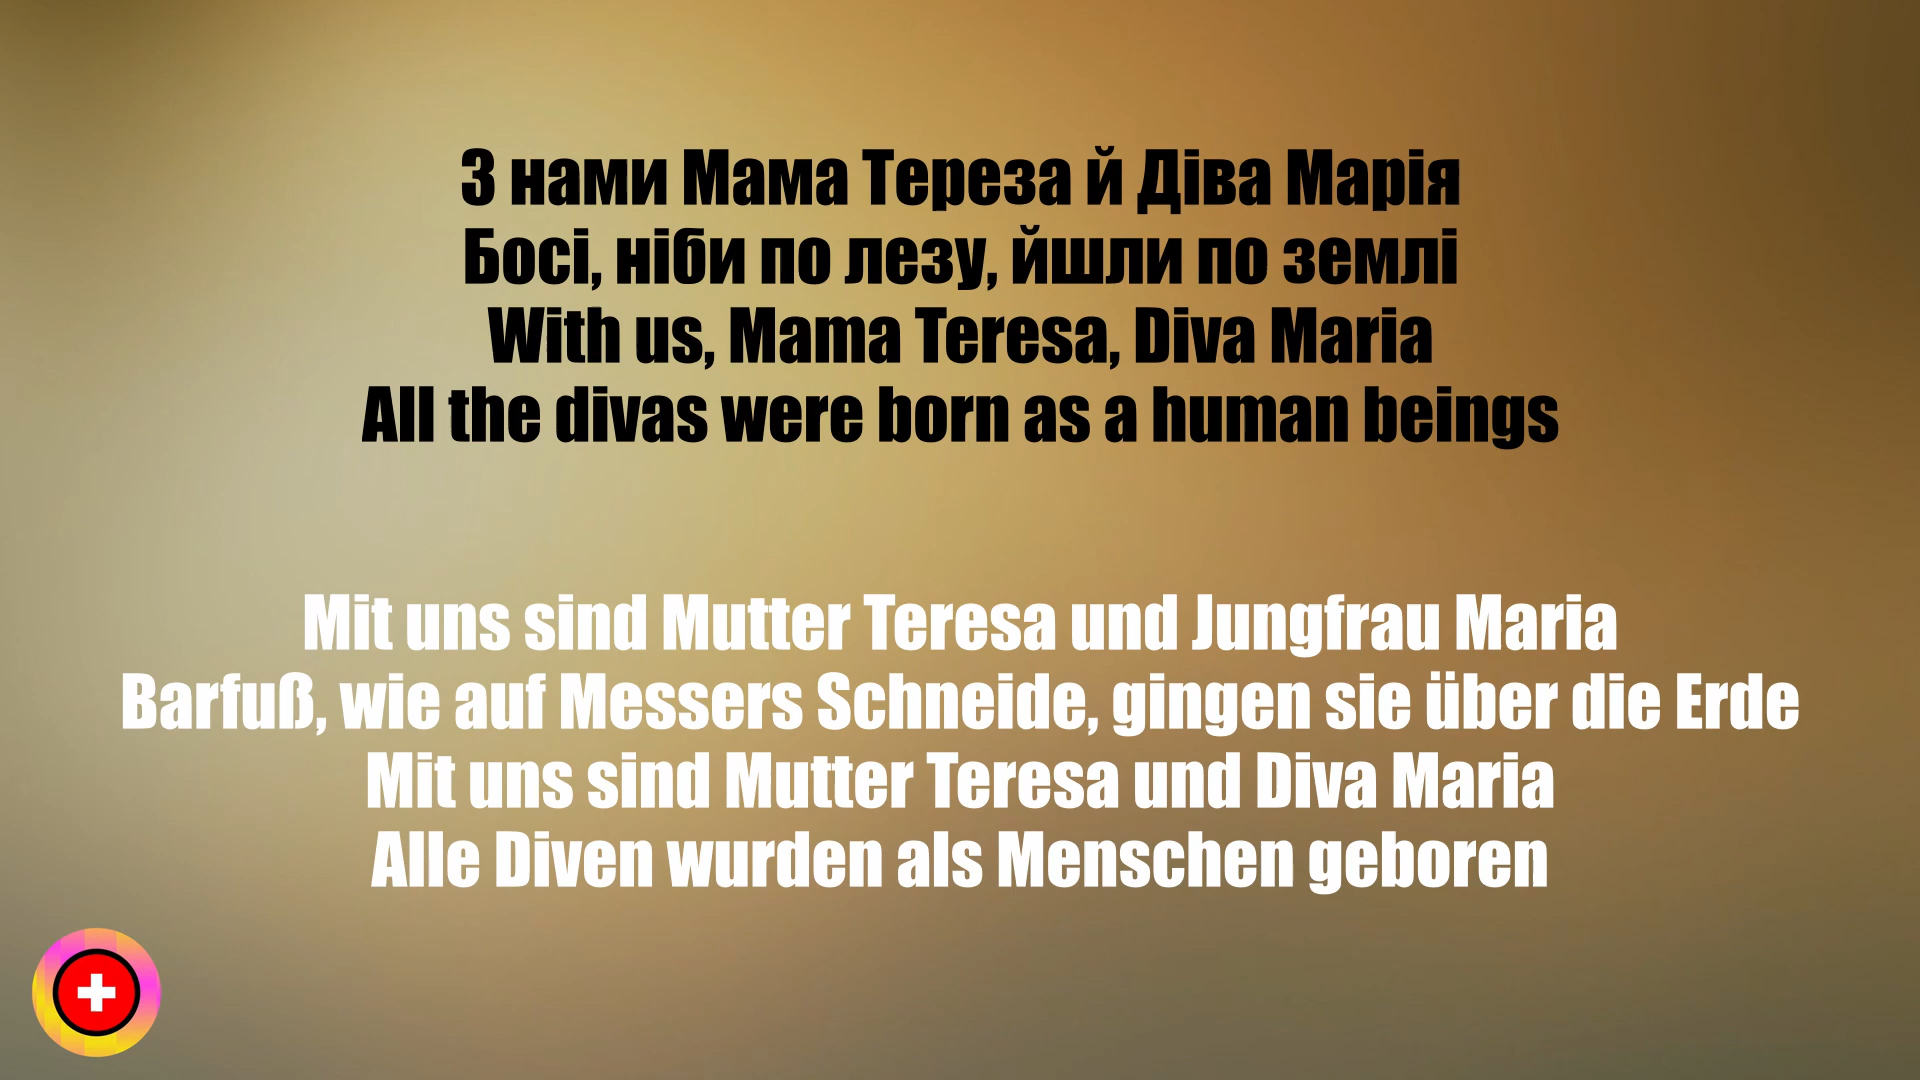 З нами Мама Тереза й Діва Марія
Босі, ніби по лезу, йшли по землі
With us, Mama Teresa, Diva Maria
All the divas were born as a human beings
Mit uns sind Mutter Teresa und Jungfrau Maria
Barfuß, wie auf Messers Schneide, gingen sie über die Erde
Mit uns sind Mutter Teresa und Diva Maria
Alle Diven wurden als Menschen geboren